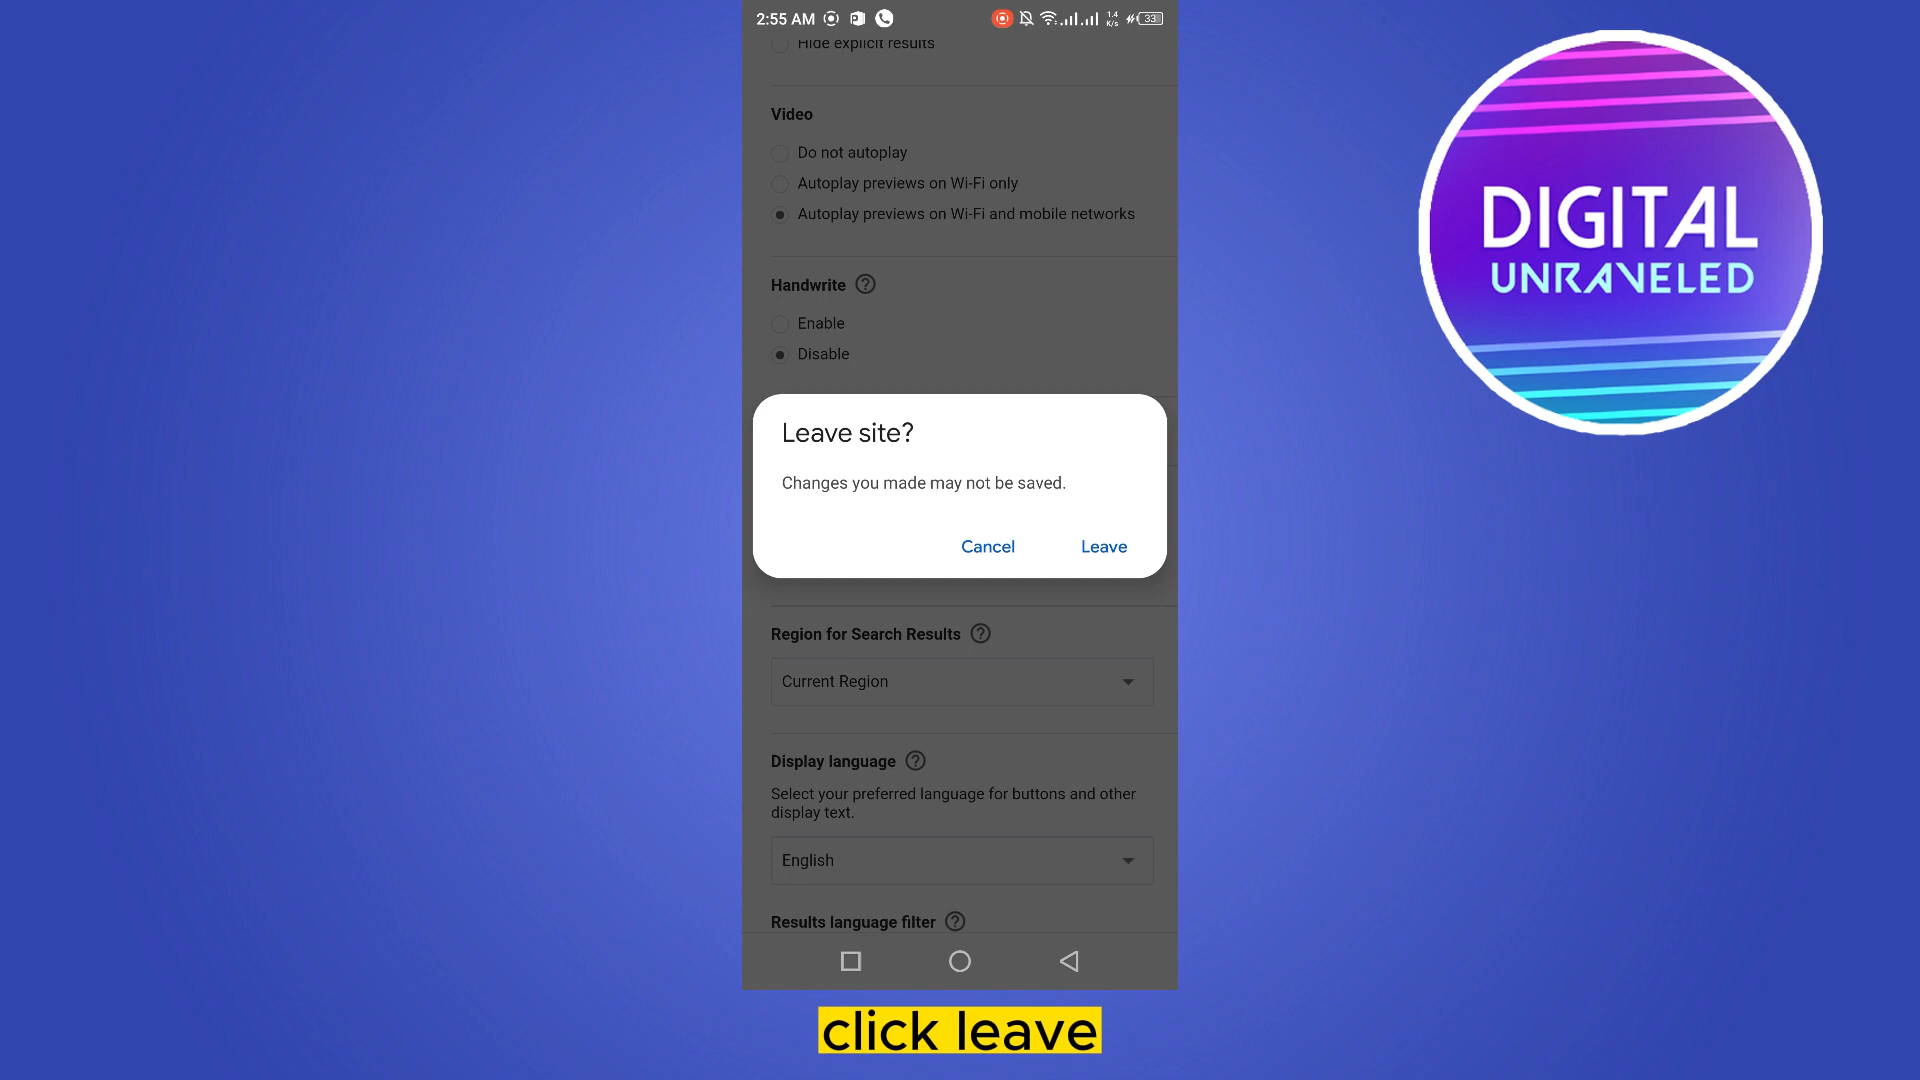 2:55 AM
1.4
K/s
33
Hide explicit results
Video
Do not autoplay
Autoplay previews on Wi-Fi only
Autoplay previews on Wi-Fi and mobile networks
Handwrite
Enable
Disable
Leave site?
Changes you made may not be saved.
Cancel Leave
Region for Search Results
Current Region
Display language
Select your preferred language for buttons and other
display text.
English
Results language filter
click leave
DIGITAL
UNRAVELED